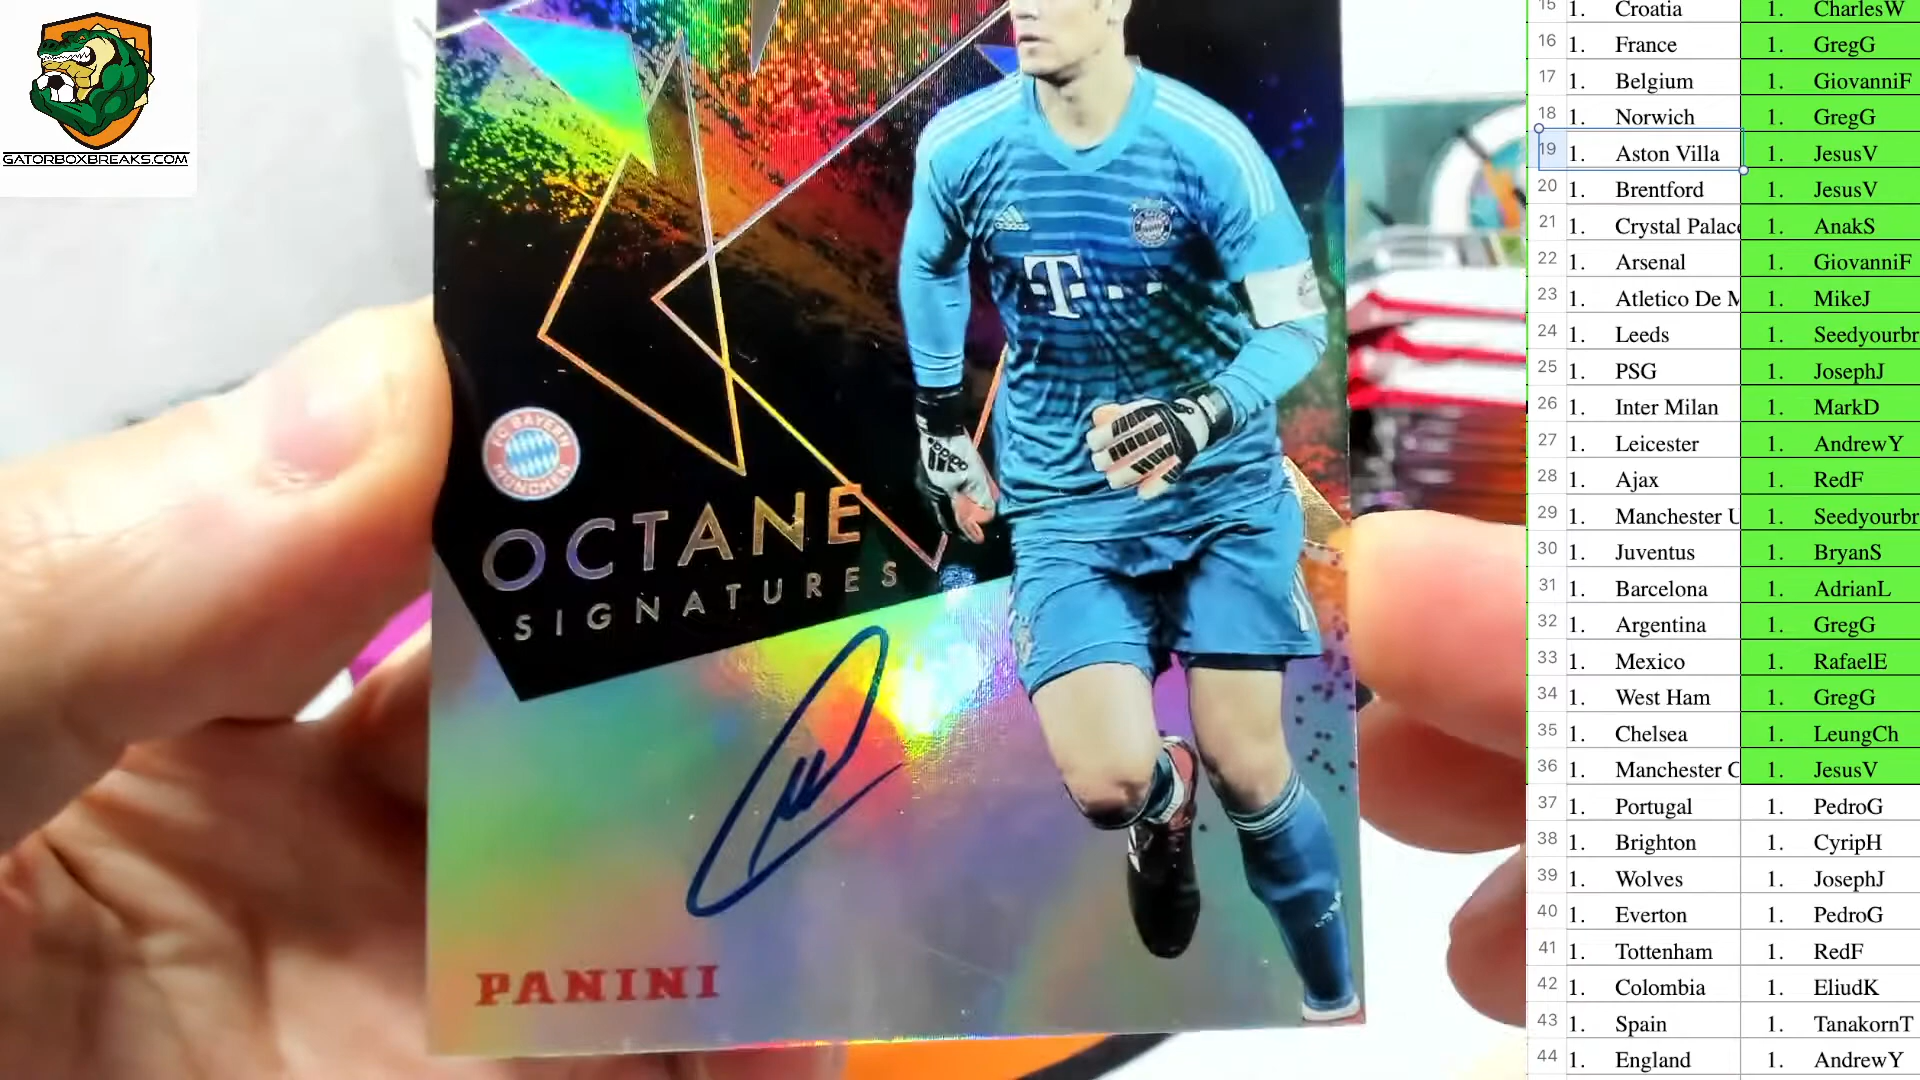 GATORBOXBREAKS.COM
adidas
T
FC BAYERN
MÜNCHEN
OCTANE
SIGNATURES
PANINI
15 1. Croatia 1. CharlesW
16 1. France 1. GregG
17 1. Belgium 1. GiovanniF
18 1. Norwich 1. GregG
19 1. Aston Villa 1. JesusV
20 1. Brentford 1. JesusV
21 1. Crystal Palace 1. AnakS
22 1. Arsenal 1. GiovanniF
23 1. Atletico De M 1. MikeJ
24 1. Leeds 1. Seedyourbr
25 1. PSG 1. JosephJ
26 1. Inter Milan 1. MarkD
27 1. Leicester 1. AndrewY
28 1. Ajax 1. RedF
29 1. Manchester U 1. Seedyourbr
30 1. Juventus 1. BryanS
31 1. Barcelona 1. AdrianL
32 1. Argentina 1. GregG
33 1. Mexico 1. RafaelE
34 1. West Ham 1. GregG
35 1. Chelsea 1. LeungCh
36 1. Manchester C 1. JesusV
37 1. Portugal 1. PedroG
38 1. Brighton 1. CyripH
39 1. Wolves 1. JosephJ
40 1. Everton 1. PedroG
41 1. Tottenham 1. RedF
42 1. Colombia 1. EliudK
43 1. Spain 1. TanakornT
44 1. England 1. AndrewY